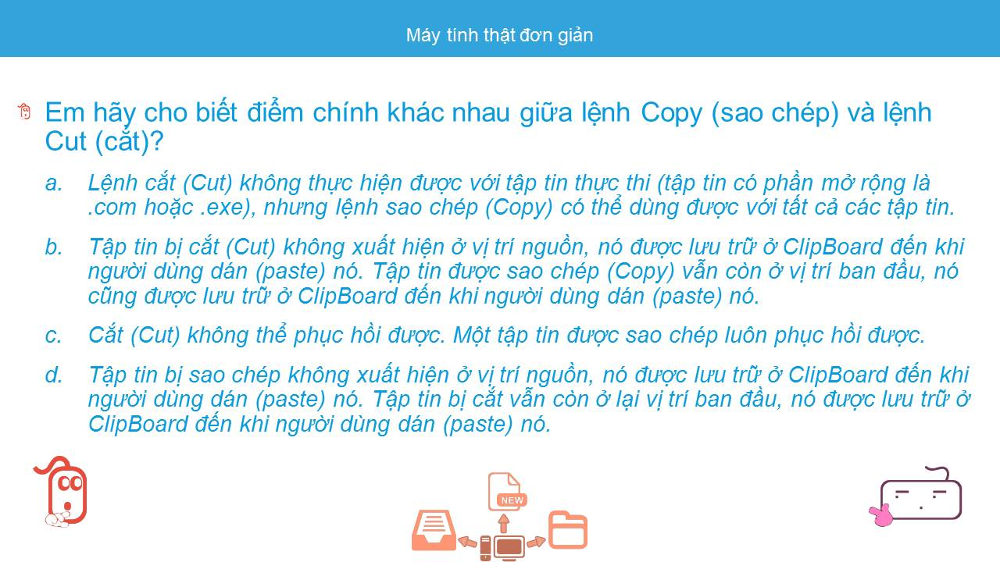 Máy tính thật đơn giản
Em hãy cho biết điểm chính khác nhau giữa lệnh Copy (sao chép) và lệnh
Cut (cắt)?
a. Lệnh cắt (Cut) không thực hiện được với tập tin thực thi (tập tin có phần mở rộng là
.com hoặc .exe), nhưng lệnh sao chép (Copy) có thể dùng được với tất cả các tập tin.
b. Tập tin bị cắt (Cut) không xuất hiện ở vị trí nguồn, nó được lưu trữ ở ClipBoard đến khi
người dùng dán (paste) nó. Tập tin được sao chép (Copy) vẫn còn ở vị trí ban đầu, nó
cũng được lưu trữ ở ClipBoard đến khi người dùng dán (paste) nó.
c. Cắt (Cut) không thể phục hồi được. Một tập tin được sao chép luôn phục hồi được.
d. Tập tin bị sao chép không xuất hiện ở vị trí nguồn, nó được lưu trữ ở ClipBoard đến khi
người dùng dán (paste) nó. Tập tin bị cắt vẫn còn ở lại vị trí ban đầu, nó được lưu trữ ở
ClipBoard đến khi người dùng dán (paste) nó.
NEW